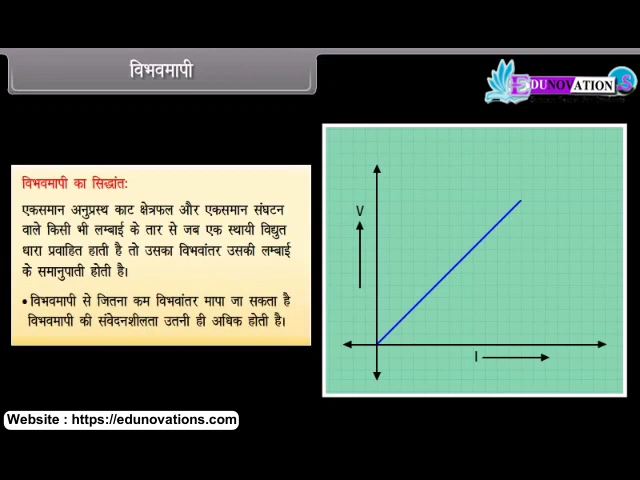 विभवमापी
EDUNOVATIONS
विभवमापी का सिद्धांत:
एकसमान अनुप्रस्थ काट क्षेत्रफल और एकसमान संघटन
वाले किसी भी लम्बाई के तार से जब एक स्थायी विद्युत
धारा प्रवाहित हाती है तो उसका विभवांतर उसकी लम्बाई
के समानुपाती होती है।
• विभवमापी से जितना कम विभवांतर मापा जा सकता है
विभवमापी की संवेदनशीलता उतनी ही अधिक होती है।
V
I
Website : https://edunovations.com